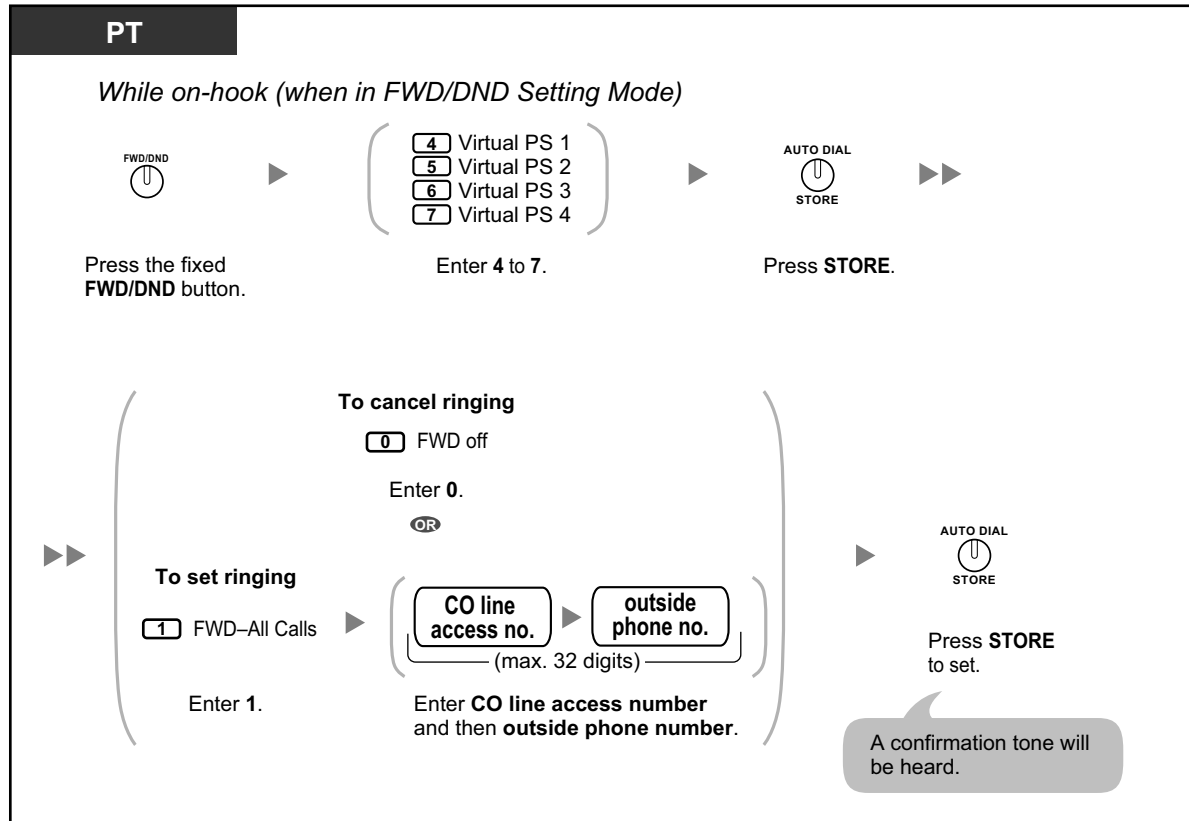 PT
While on-hook (when in FWD/DND Setting Mode)
FWD/DND
4 Virtual PS 1
5 Virtual PS 2
6 Virtual PS 3
7 Virtual PS 4
AUTO DIAL
STORE
Press the fixed
FWD/DND button.
Enter 4 to 7.
Press STORE.
To cancel ringing
0 FWD off
Enter 0.
OR
To set ringing
1 FWD–All Calls
Enter 1.
CO line
access no.
outside
phone no.
(max. 32 digits)
Enter CO line access number
and then outside phone number.
AUTO DIAL
STORE
Press STORE
to set.
A confirmation tone will
be heard.